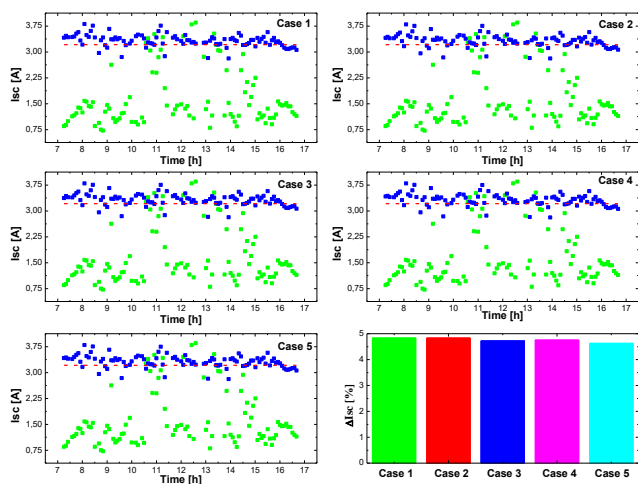 Case 1
Isc [A]
3,75
3,00
2,25
1,50
0,75
7 8 9 10 11 12 13 14 15 16 17
Time [h]
Case 2
Isc [A]
3,75
3,00
2,25
1,50
0,75
7 8 9 10 11 12 13 14 15 16 17
Time [h]
Case 3
Isc [A]
3,75
3,00
2,25
1,50
0,75
7 8 9 10 11 12 13 14 15 16 17
Time [h]
Case 4
Isc [A]
3,75
3,00
2,25
1,50
0,75
7 8 9 10 11 12 13 14 15 16 17
Time [h]
Case 5
Isc [A]
3,75
3,00
2,25
1,50
0,75
7 8 9 10 11 12 13 14 15 16 17
Time [h]
ΔIsc [%]
5
4
3
2
1
0
Case 1 Case 2 Case 3 Case 4 Case 5